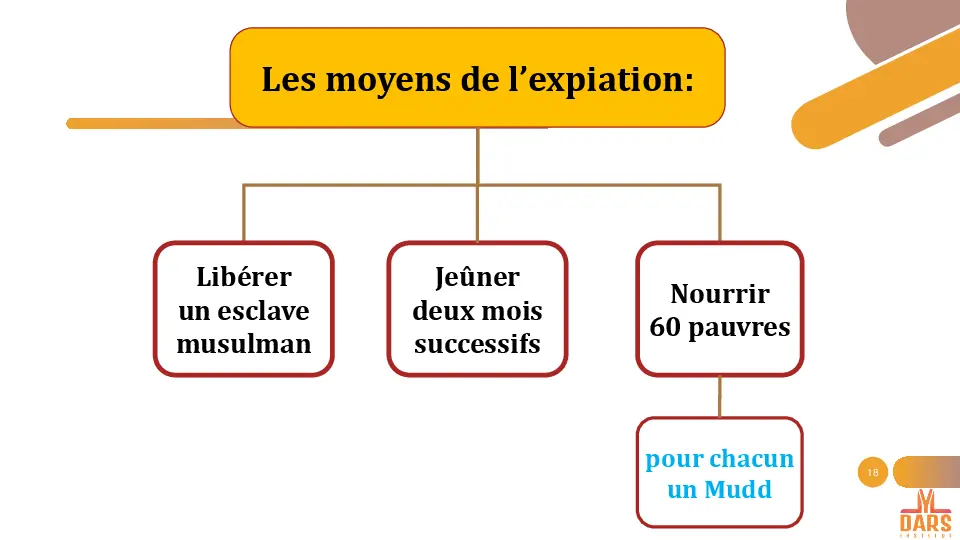 Les moyens de l’expiation:
Libérer
un esclave
musulman
Jeûner
deux mois
successifs
Nourrir
60 pauvres
pour chacun
un Mudd
18
DARS
INSTITUT